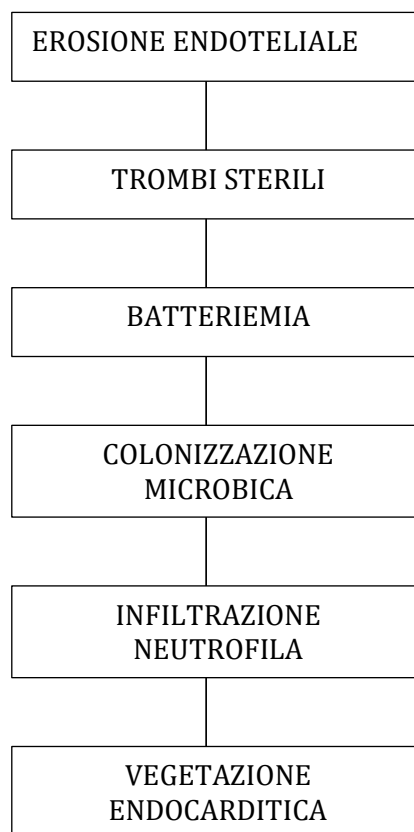 EROSIONE ENDOTELIALE
TROMBI STERILI
BATTERIEMIA
COLONIZZAZIONE
MICROBICA
INFILTRAZIONE
NEUTROFILA
VEGETAZIONE
ENDOCARDITICA